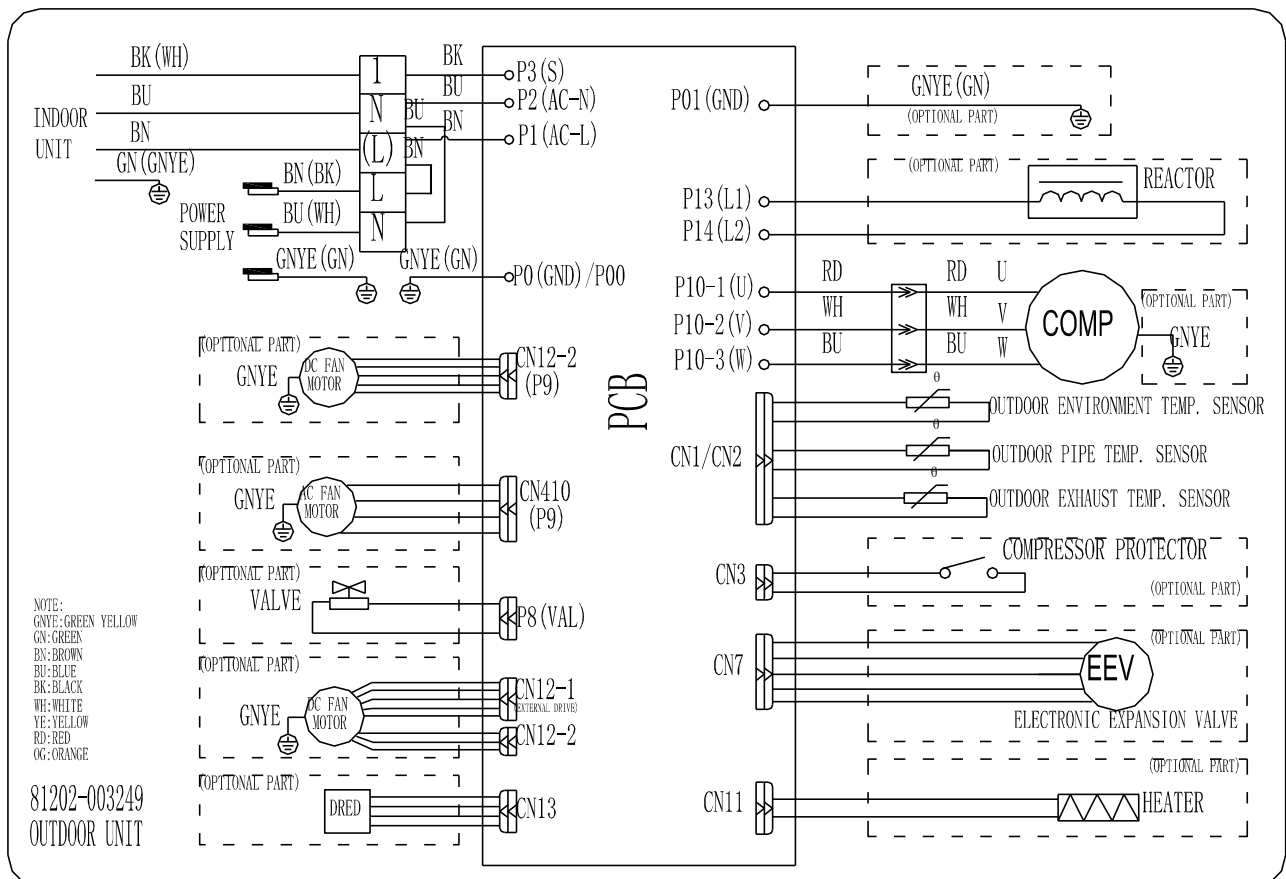 BK(WH)
BU
INDOOR
UNIT
BN
GN(GNYE)
1
N
(L)
L
N
BK
BU
BU
BN
BN
P3(S)
P2(AC-N)
P1(AC-L)
BN(BK)
POWER
SUPPLY
BU(WH)
GNYE(GN)
GNYE(GN)
P0(GND)/P00
(OPTIONAL PART)
GNYE
DC FAN
MOTOR
CN12-2
(P9)
(OPTIONAL PART)
GNYE
AC FAN
MOTOR
CN410
(P9)
(OPTIONAL PART)
VALVE
P8(VAL)
(OPTIONAL PART)
GNYE
DC FAN
MOTOR
CN12-1
(EXTERNAL DRIVE)
CN12-2
(OPTIONAL PART)
DRED
CN13
NOTE:
GNYE:GREEN YELLOW
GN:GREEN
BN:BROWN
BU:BLUE
BK:BLACK
WH:WHITE
YE:YELLOW
RD:RED
OG:ORANGE
81202-003249
OUTDOOR UNIT
PCB
P01(GND)
GNYE(GN)
(OPTIONAL PART)
(OPTIONAL PART)
REACTOR
P13(L1)
P14(L2)
P10-1(U)
RD
RD
U
P10-2(V)
WH
WH
V
P10-3(W)
BU
BU
W
COMP
(OPTIONAL PART)
GNYE
CN1/CN2
θ
OUTDOOR ENVIRONMENT TEMP. SENSOR
θ
OUTDOOR PIPE TEMP. SENSOR
θ
OUTDOOR EXHAUST TEMP. SENSOR
CN3
COMPRESSOR PROTECTOR
(OPTIONAL PART)
CN7
(OPTIONAL PART)
EEV
ELECTRONIC EXPANSION VALVE
(OPTIONAL PART)
CN11
HEATER